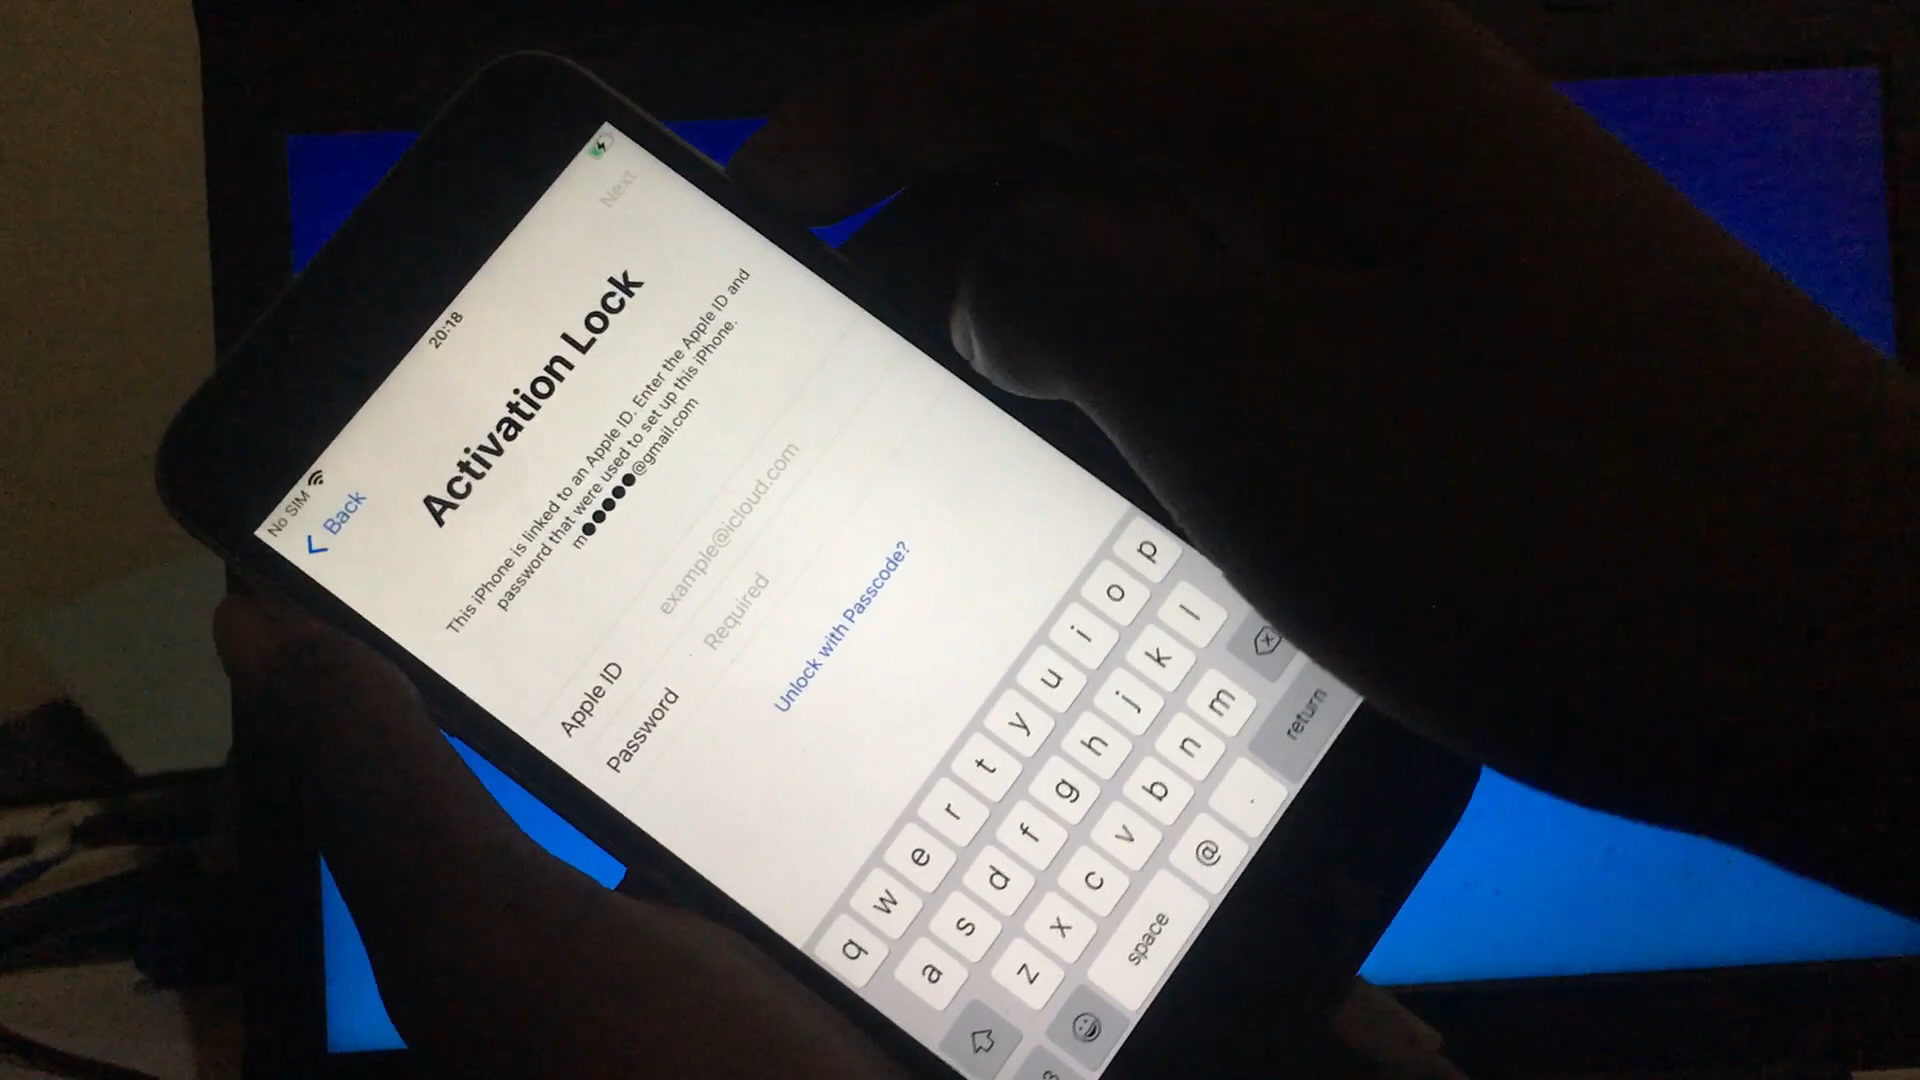 No SIM 20:18
Back Next
Activation Lock
This iPhone is linked to an Apple ID. Enter the Apple ID and
password that were used to set up this iPhone.
m●●●●●@gmail.com
Apple ID example@icloud.com
Password Required
Unlock with Passcode?
q w e r t y u i o p
a s d f g h j k l
z x c v b n m
space @ . return